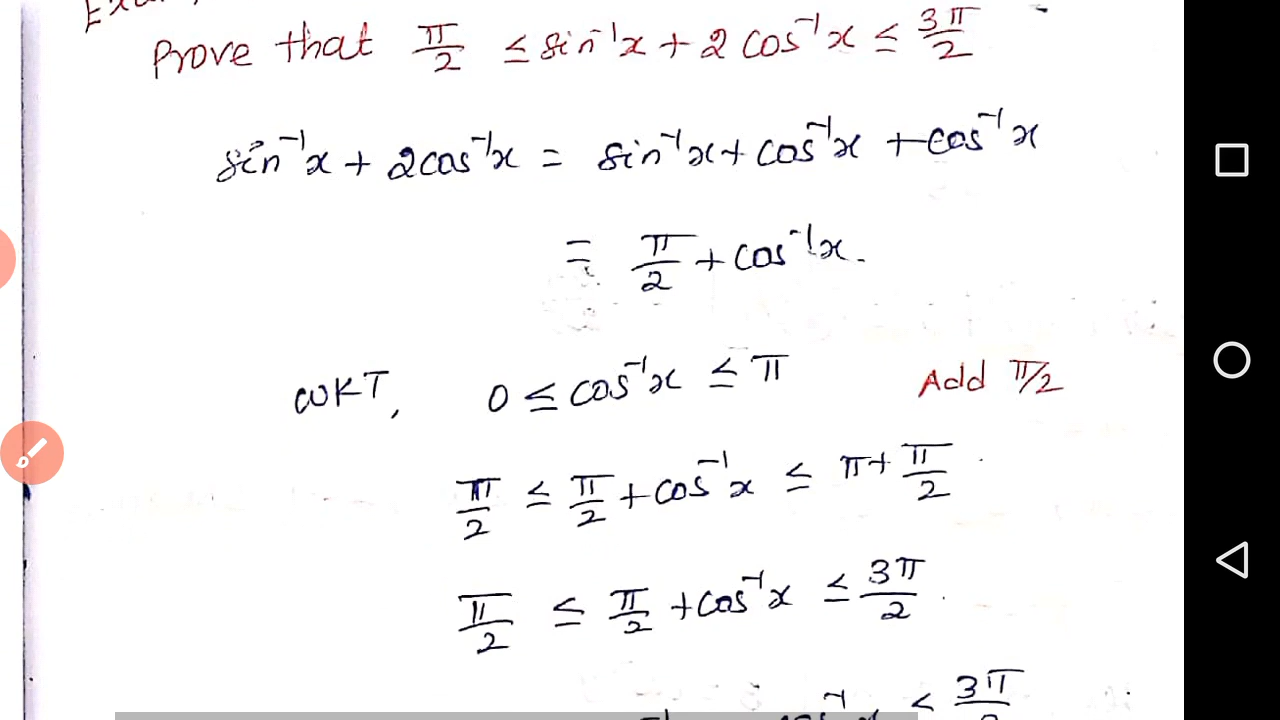 Exam
Prove that π/2 ≤ sin⁻¹x + 2 cos⁻¹x ≤ 3π/2
sin⁻¹x + 2cos⁻¹x = sin⁻¹x + cos⁻¹x + cos⁻¹x
= π/2 + cos⁻¹x.
WKT, 0 ≤ cos⁻¹x ≤ π Add π/2
π/2 ≤ π/2 + cos⁻¹x ≤ π + π/2
π/2 ≤ π/2 + cos⁻¹x ≤ 3π/2.
≤ 3π